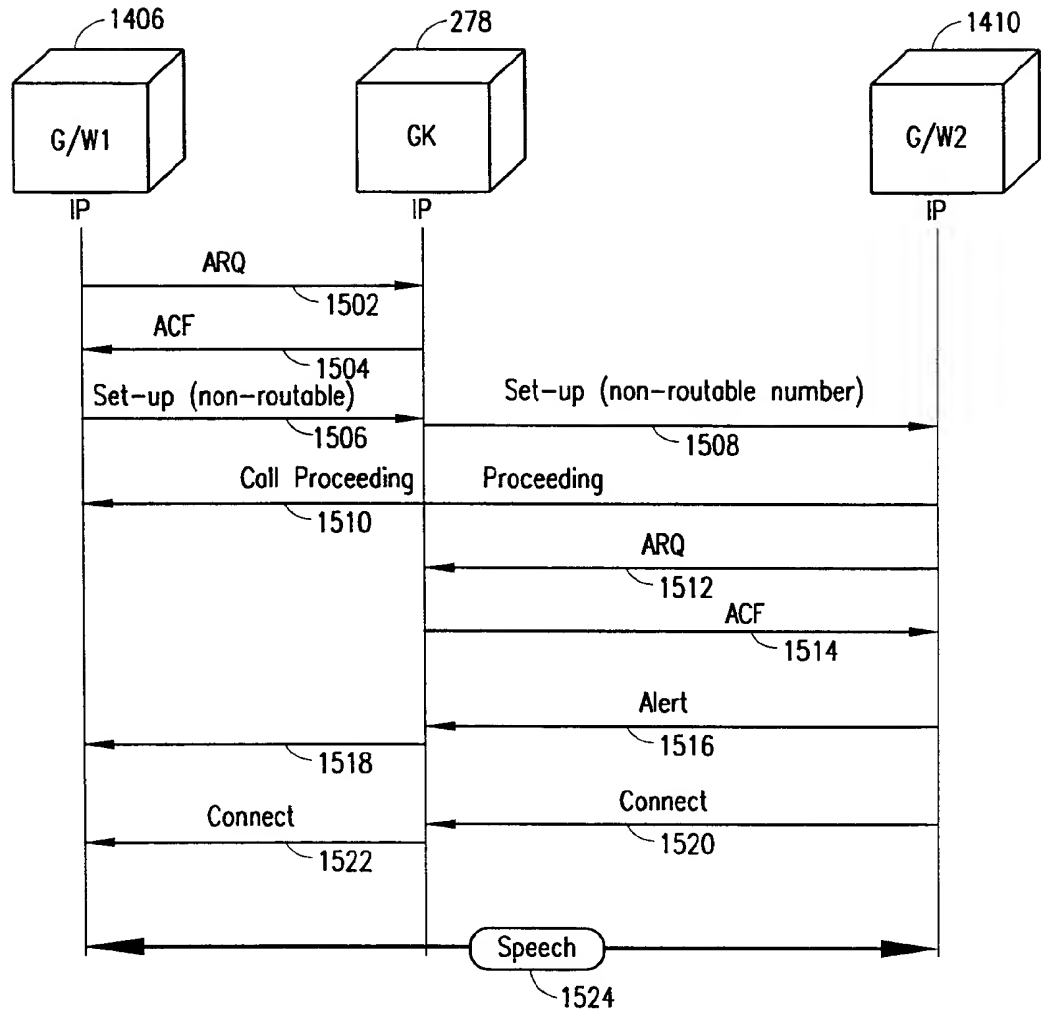 1406
278
1410
G/W1
GK
G/W2
IP
IP
IP
ARQ
1502
ACF
1504
Set-up (non-routable)
1506
Set-up (non-routable number)
1508
Call Proceeding
Proceeding
1510
ARQ
1512
ACF
1514
Alert
1516
1518
Connect
1520
Connect
1522
Speech
1524